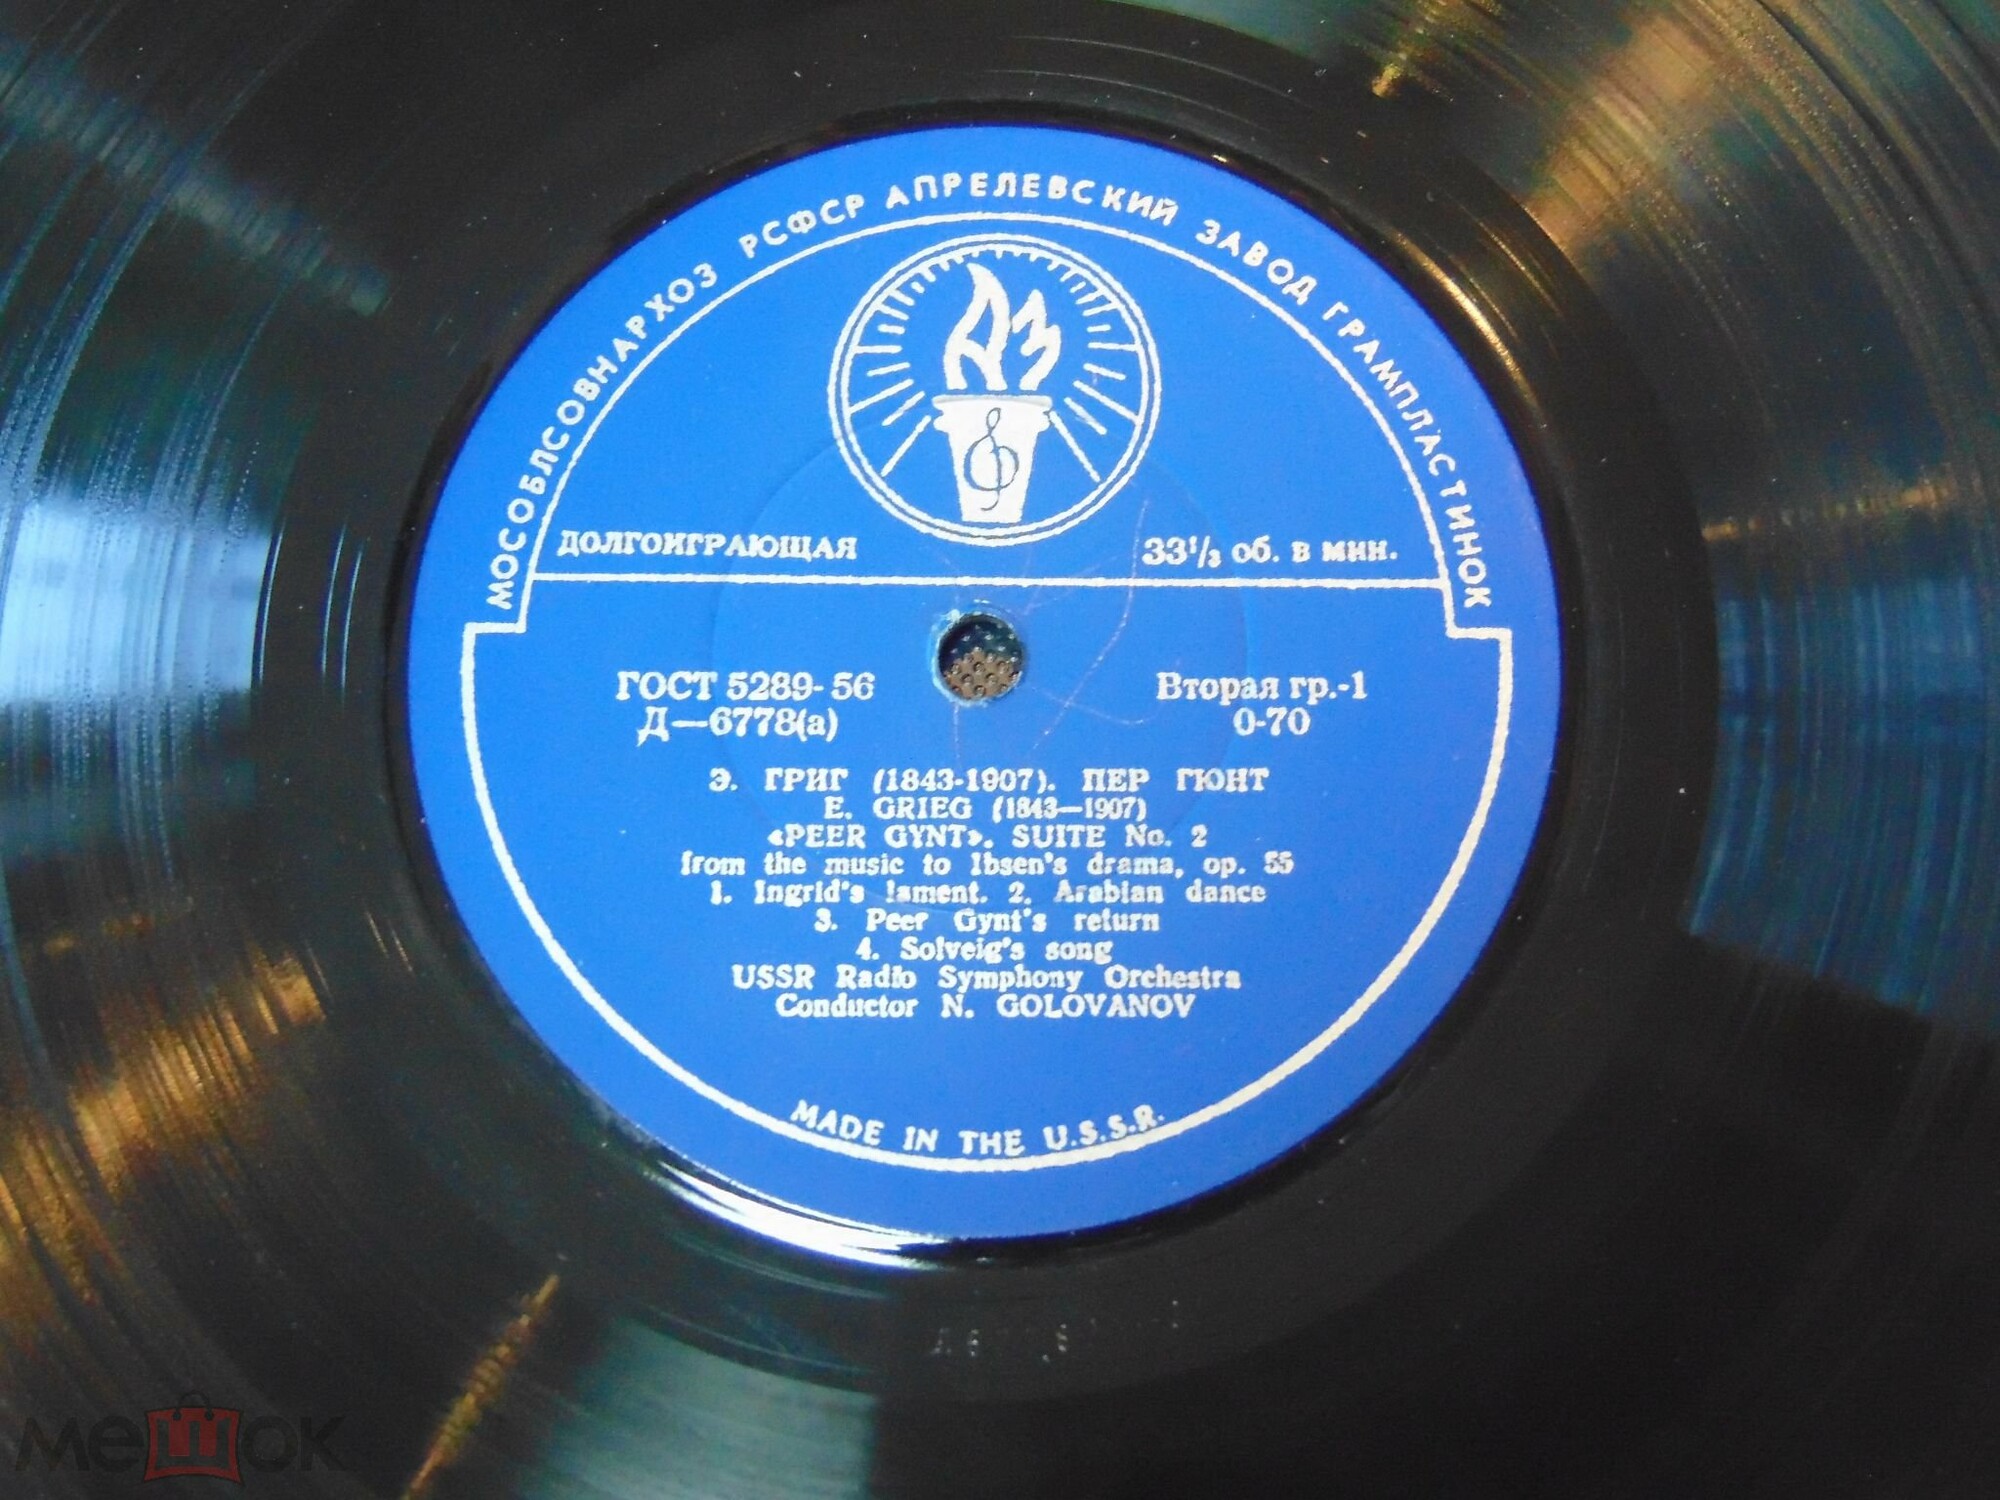 МОСОБЛСОВНАРХОЗ РСФСР АПРЕЛЕВСКИЙ ЗАВОД ГРАМПЛАСТИНОК
АЗ
ДОЛГОИГРАЮЩАЯ 33⅓ об. в мин.
ГОСТ 5289-56 Вторая гр.-1
Д—6778(а) 0-70
Э. ГРИГ (1843-1907). ПЕР ГЮНТ
E. GRIEG (1843—1907)
«PEER GYNT». SUITE No. 2
from the music to Ibsen's drama, op. 55
1. Ingrid's lament. 2. Arabian dance
3. Peer Gynt's return
4. Solveig's song
USSR Radio Symphony Orchestra
Conductor N. GOLOVANOV
MADE IN THE U.S.S.R.
мешок